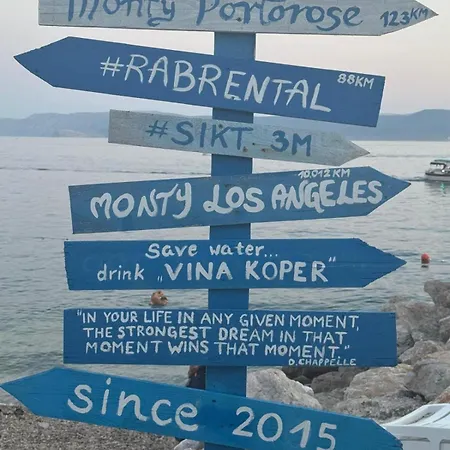 Monty Portorose 123KM
#RABRENTAL 88KM
#SIKT. 3M
10.012 KM
MONTY LOS ANGELES
SAVE WATER...
drink „VINA KOPER"
"IN YOUR LIFE IN ANY GIVEN MOMENT,
THE STRONGEST DREAM IN THAT
MOMENT WINS THAT MOMENT."
D. CHAPPELLE
since 2015